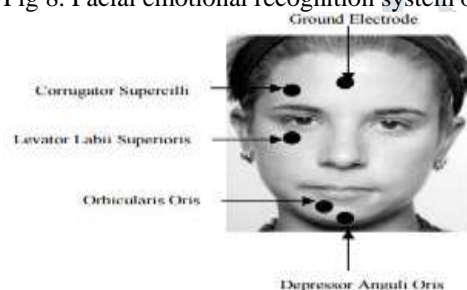 Fig 8. Facial emotional recognition system
Ground Electrode
Corrugator Supercilli
Levator Labii Superioris
Orbicularis Oris
Depressor Anguli Oris